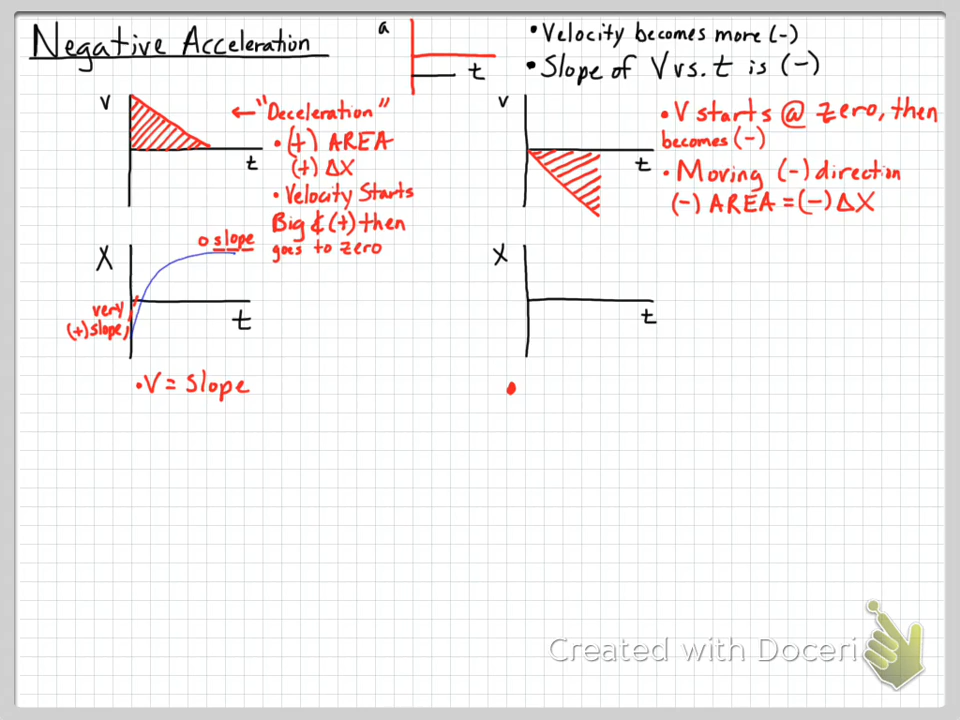 Negative Acceleration
a
t
• Velocity becomes more (-)
• Slope of V vs. t is (-)
V
t
← "Deceleration"
• (+) AREA
(+) ΔX
• Velocity Starts
Big & (+) then
goes to zero
V
t
• V starts @ zero, then
becomes (-)
• Moving (-) direction
(-) AREA = (-) ΔX
X
t
0 slope
very
(+) slope
• V = slope
X
t
•
Created with Doceri